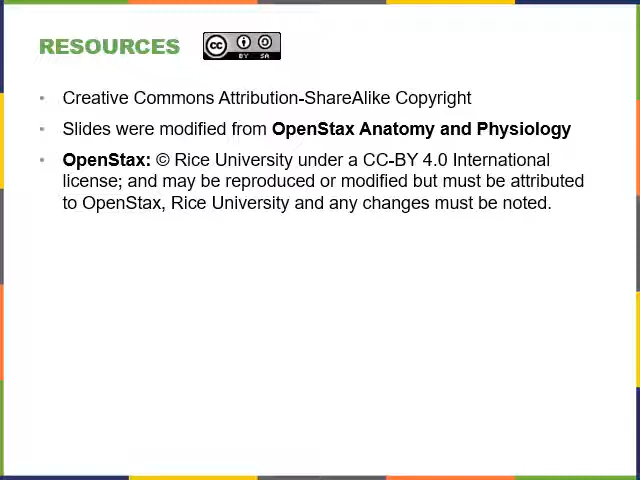 RESOURCES
cc
BY SA
• Creative Commons Attribution-ShareAlike Copyright
• Slides were modified from OpenStax Anatomy and Physiology
• OpenStax: © Rice University under a CC-BY 4.0 International
license; and may be reproduced or modified but must be attributed
to OpenStax, Rice University and any changes must be noted.